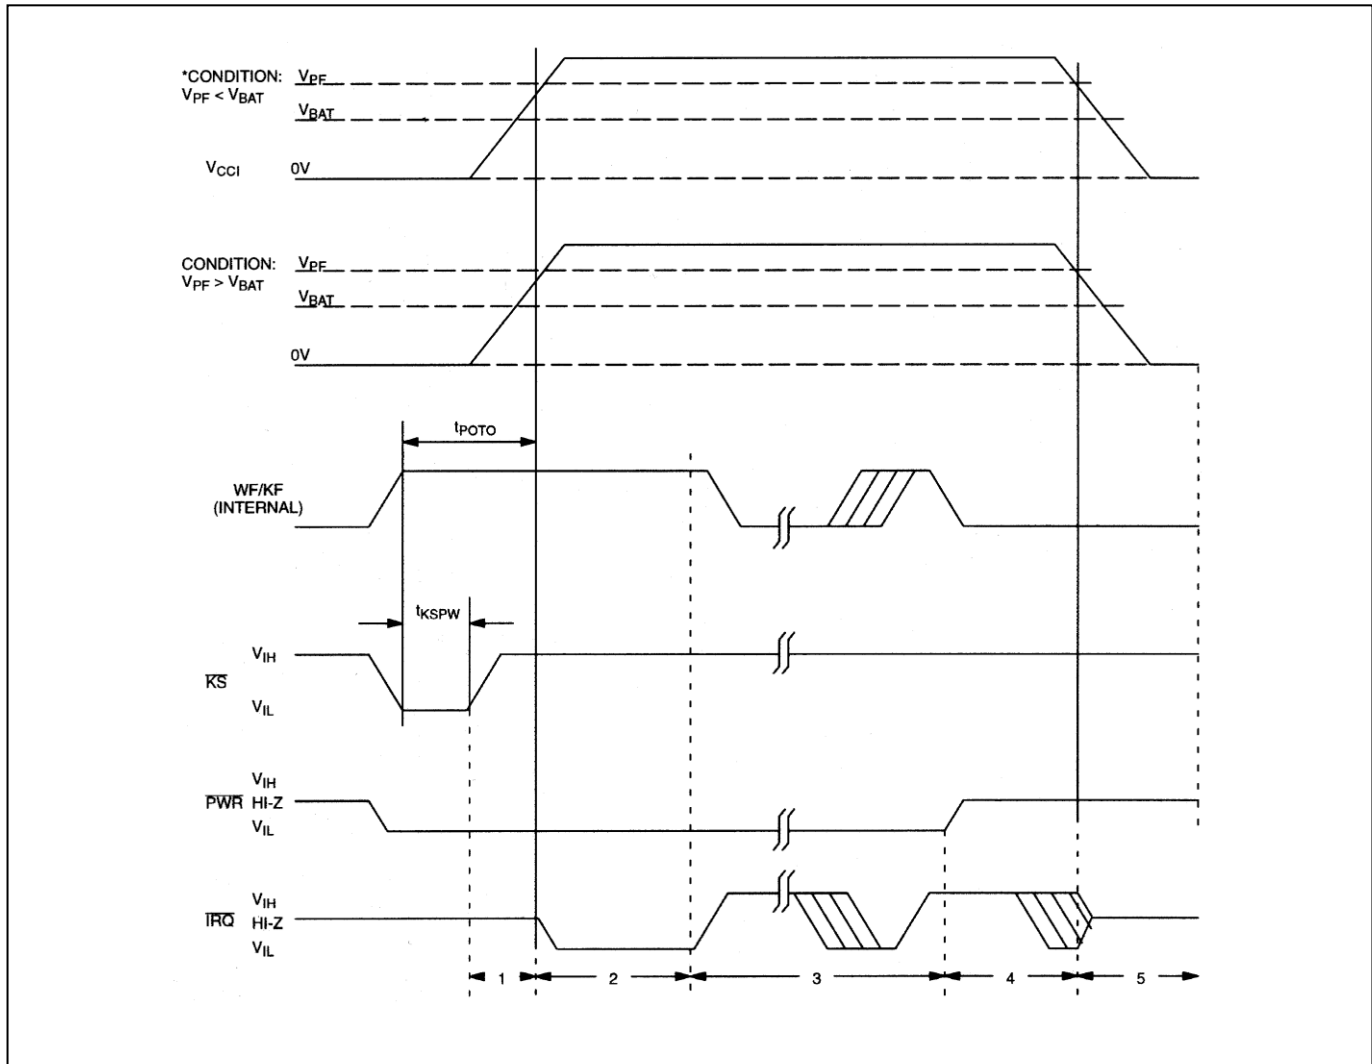 *CONDITION: VPF
VPF < VBAT
VBAT
VCCI 0V
CONDITION: VPF
VPF > VBAT
VBAT
0V
tPOTO
WF/KF
(INTERNAL)
tKSPW
VIH
KS
VIL
VIH
PWR HI-Z
VIL
VIH
IRQ HI-Z
VIL
1 2 3 4 5